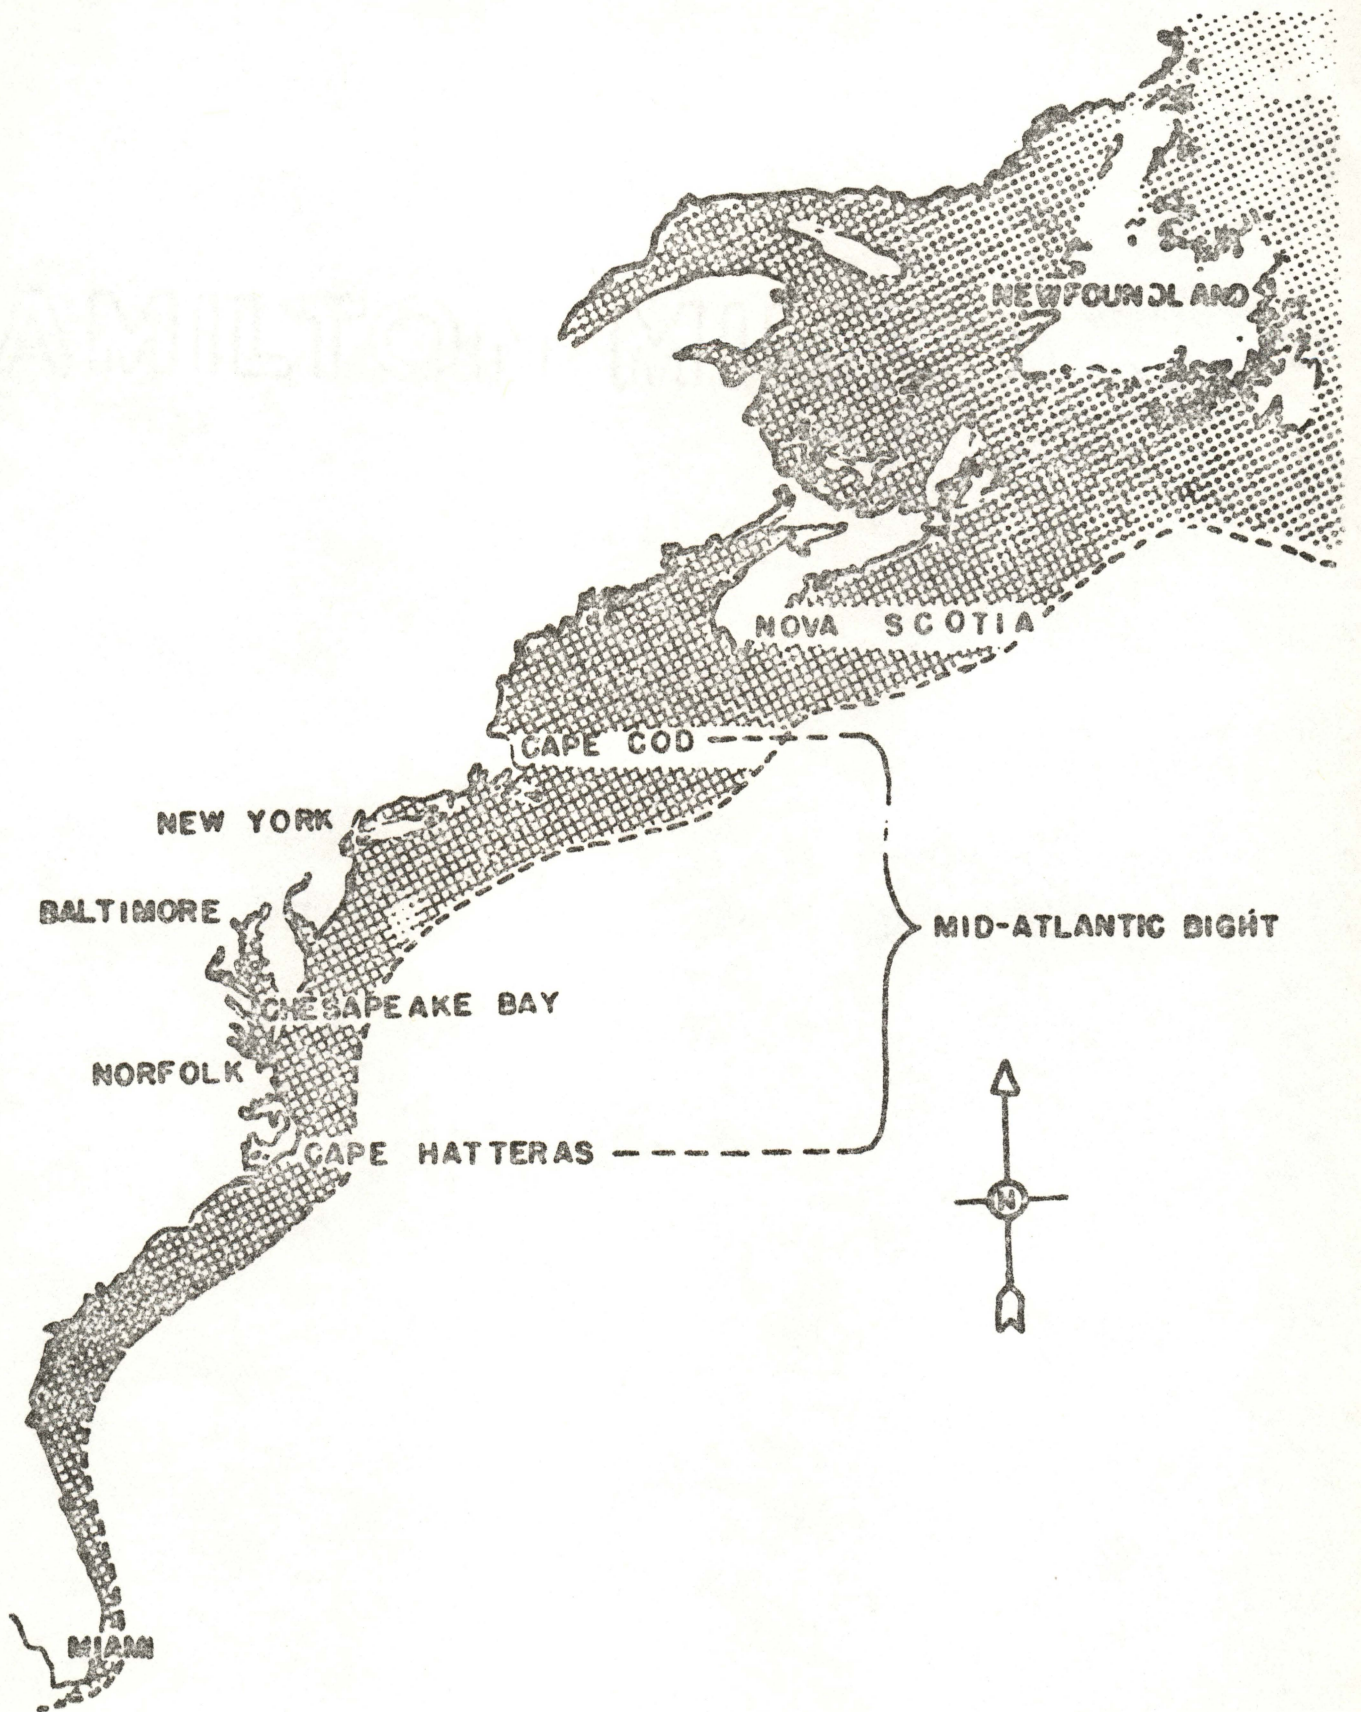 NEWFOUNDLAND
NOVA SCOTIA
CAPE COD
NEW YORK
BALTIMORE
MID-ATLANTIC BIGHT
CHESAPEAKE BAY
NORFOLK
CAPE HATTERAS
N
MIAMI